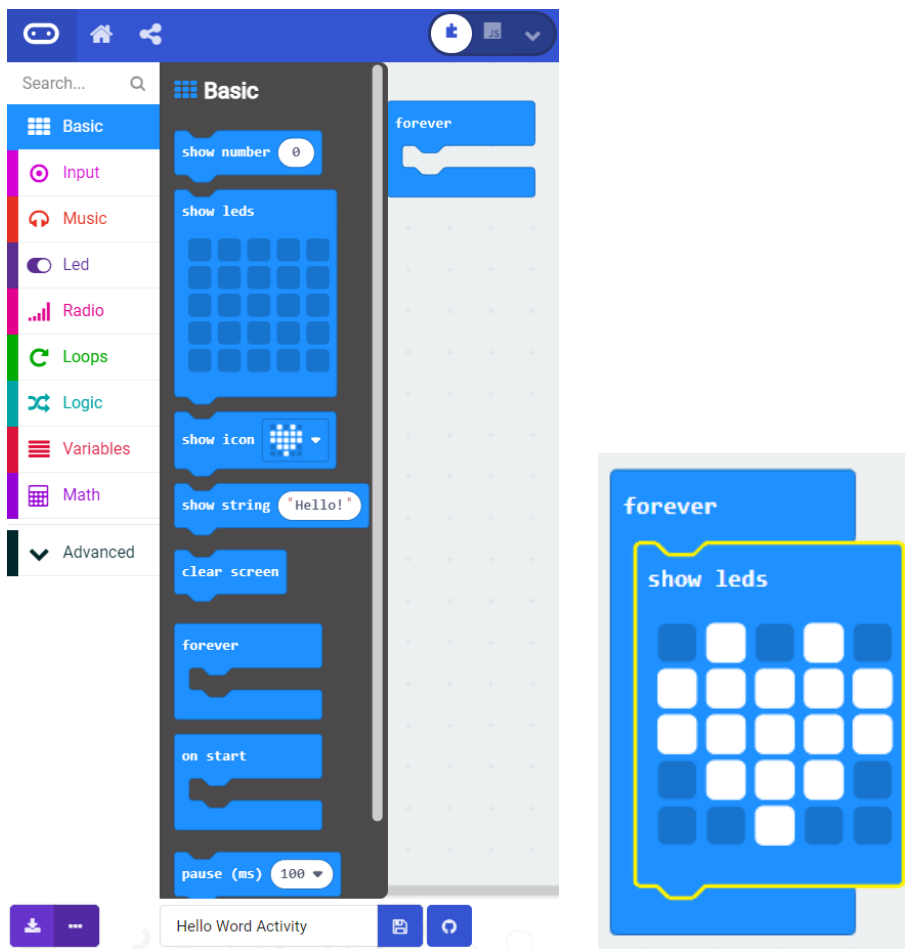 JS
Search...
Basic
Input
Music
Led
Radio
Loops
Logic
Variables
Math
Advanced
Basic
show number 0
show leds
show icon
show string "Hello!"
clear screen
forever
on start
pause (ms) 100
forever
Hello Word Activity
forever
show leds